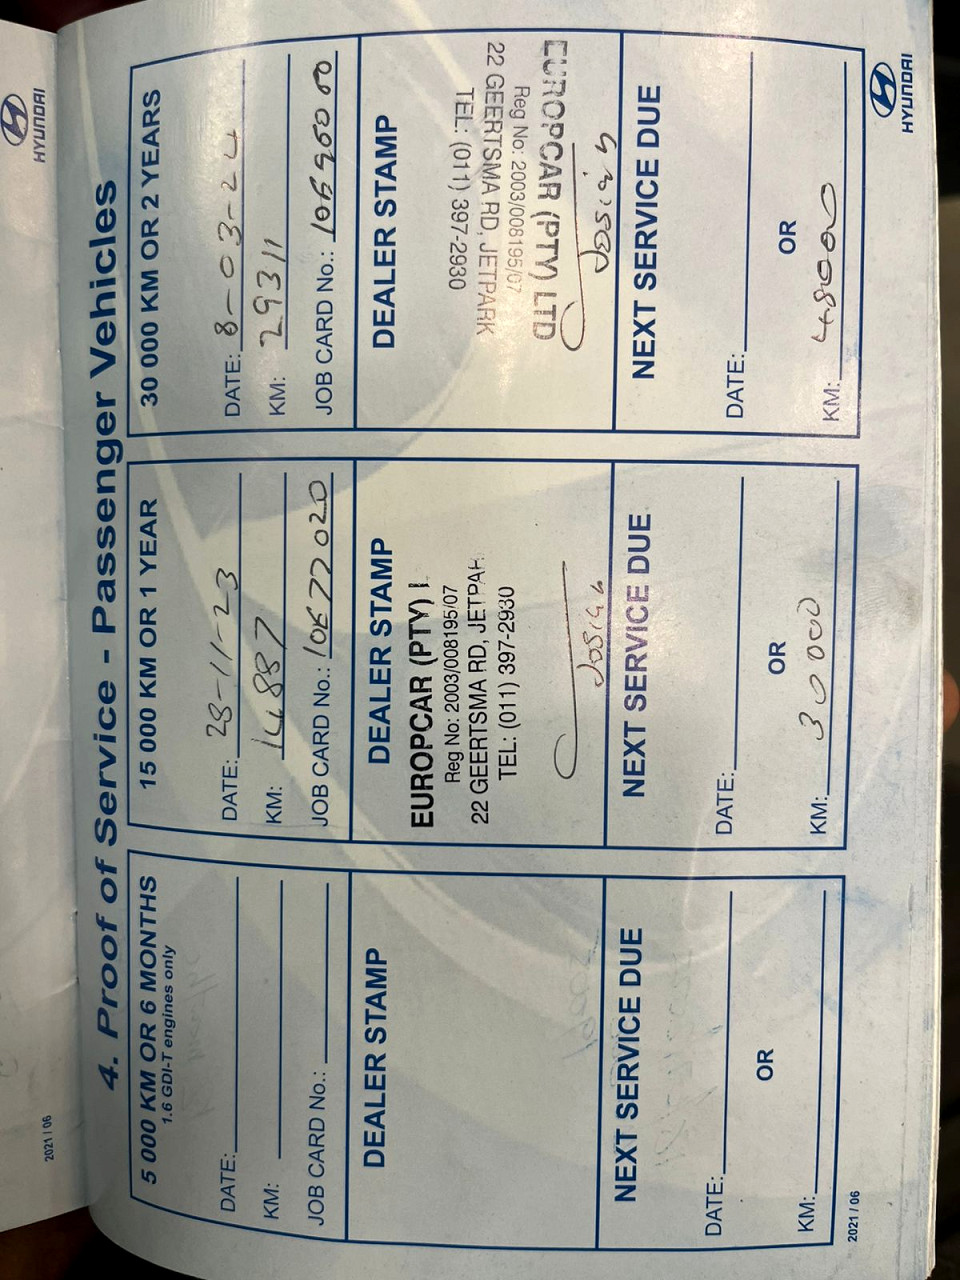 HYUNDAI
2021 / 06
4. Proof of Service - Passenger Vehicles
5 000 KM OR 6 MONTHS
1.6 GDI-T engines only
DATE:
KM:
JOB CARD No.:
DEALER STAMP
NEXT SERVICE DUE
DATE:
OR
KM:
15 000 KM OR 1 YEAR
DATE: 28-11-23
KM: 14887
JOB CARD No.:
DEALER STAMP
EUROPCAR (PTY)
Reg No: 2003/008195/07
22 GEERTSMA RD, JETPAR
TEL: (011) 397-2930
NEXT SERVICE DUE
DATE:
OR
KM: 30000
30 000 KM OR 2 YEARS
DATE: 8-03-24
KM: 29311
JOB CARD No.:
DEALER STAMP
EUROPCAR (PTY) LTD
Reg No: 2003/008195/07
22 GEERTSMA RD, JETPARK
TEL: (011) 397-2930
NEXT SERVICE DUE
DATE:
OR
KM: 48000
2021 / 06
HYUNDAI